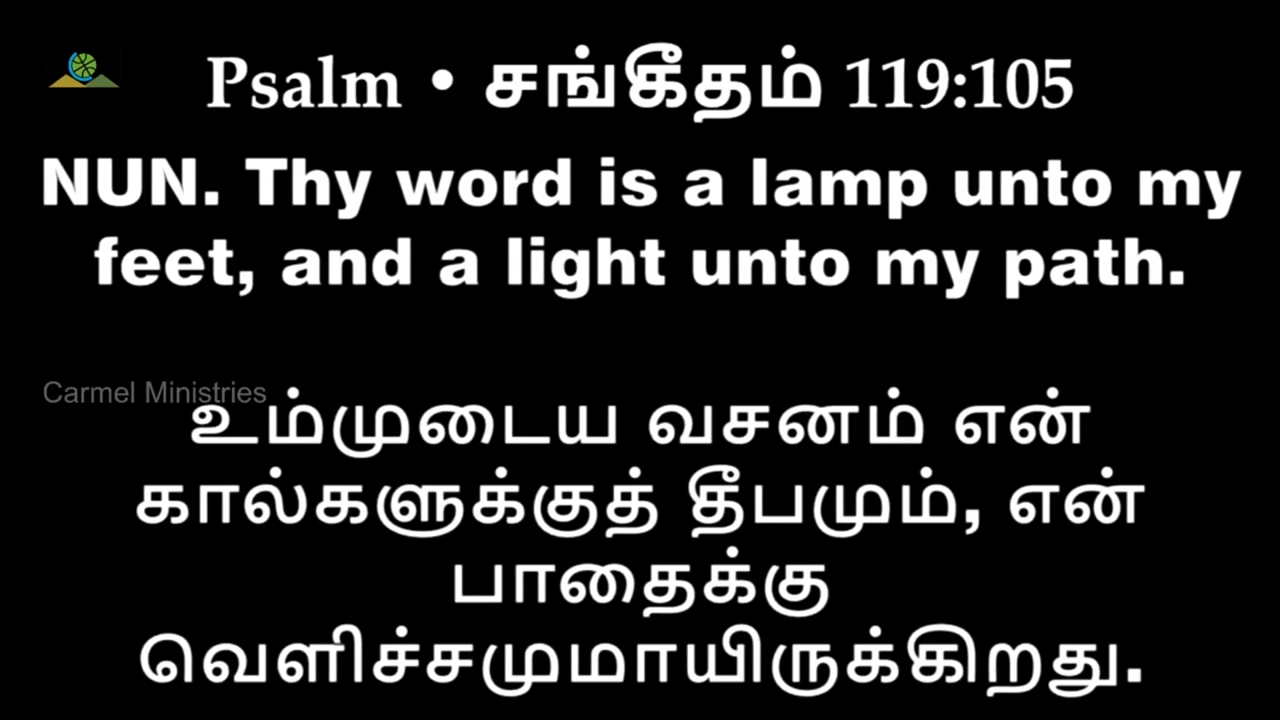 Psalm • சங்கீதம் 119:105
NUN. Thy word is a lamp unto my
feet, and a light unto my path.
Carmel Ministries
உம்முடைய வசனம் என்
கால்களுக்குத் தீபமும், என்
பாதைக்கு
வெளிச்சமுமாயிருக்கிறது.